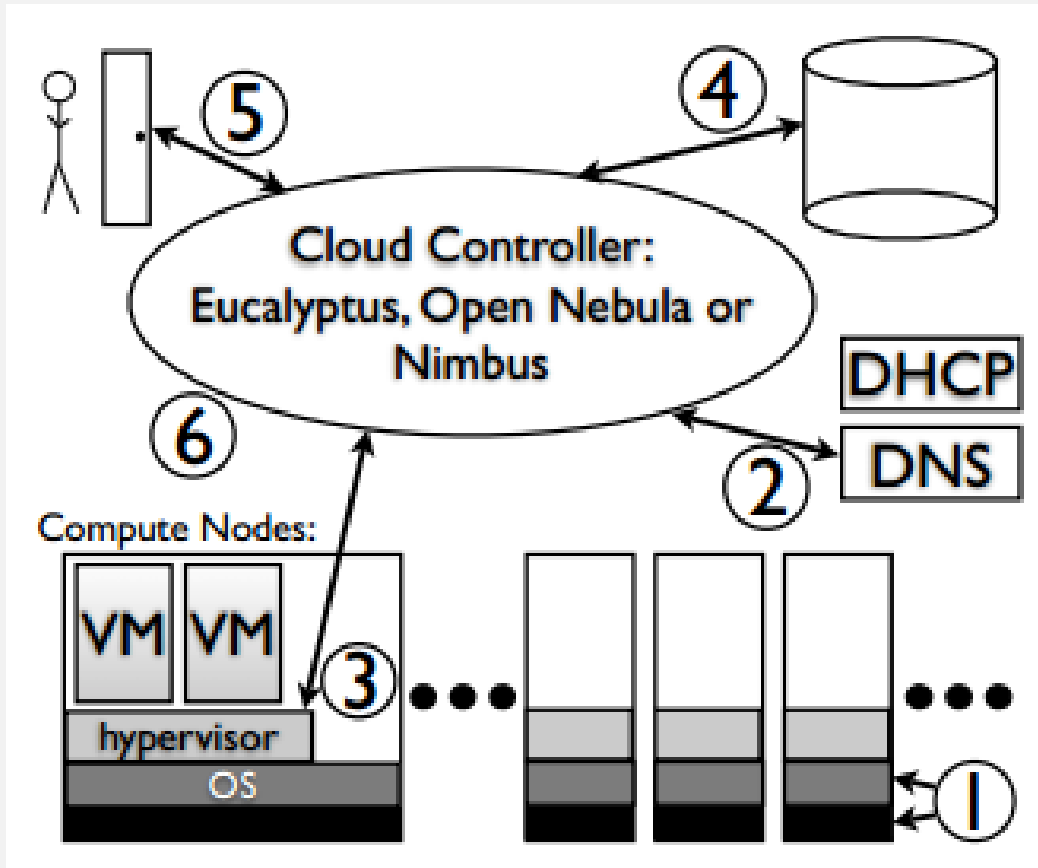 5
4
Cloud Controller:
Eucalyptus, Open Nebula or
Nimbus
DHCP
6
DNS
2
Compute Nodes:
VM VM
3
hypervisor
OS
1